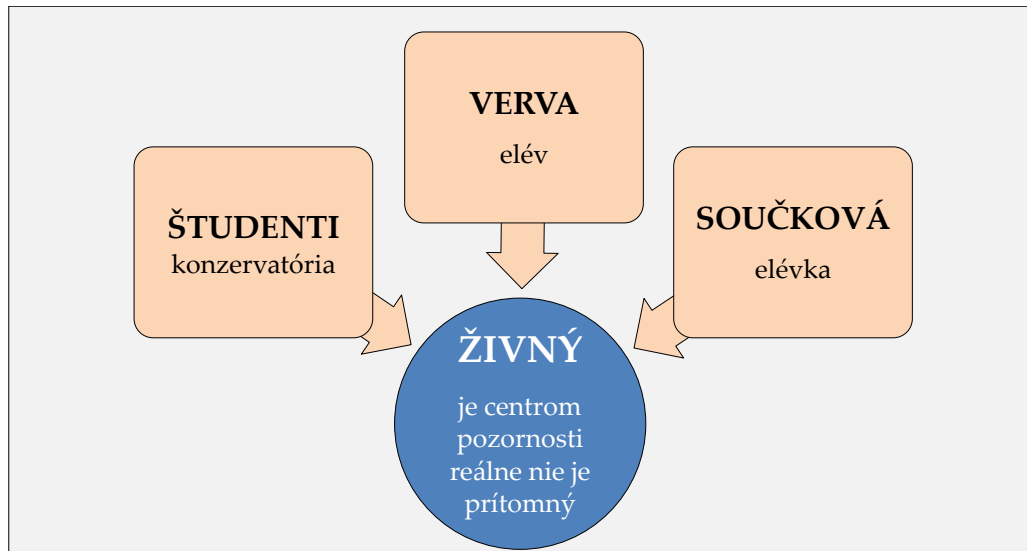 VERVA
elév
ŠTUDENTI
konzervatória
SOUČKOVÁ
elévka
ŽIVNÝ
je centrom
pozornosti
reálne nie je
prítomný